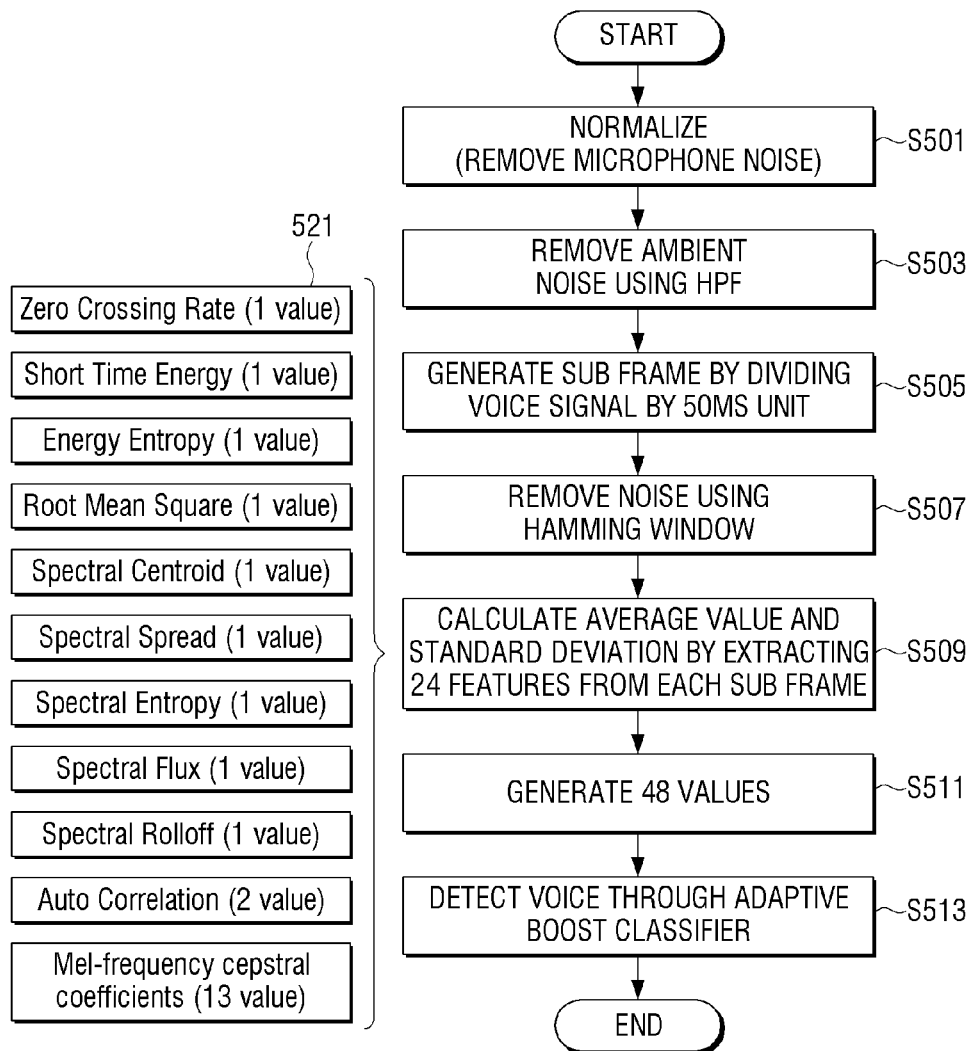 START
NORMALIZE
(REMOVE MICROPHONE NOISE)
S501
REMOVE AMBIENT
NOISE USING HPF
S503
GENERATE SUB FRAME BY DIVIDING
VOICE SIGNAL BY 50MS UNIT
S505
REMOVE NOISE USING
HAMMING WINDOW
S507
CALCULATE AVERAGE VALUE AND
STANDARD DEVIATION BY EXTRACTING
24 FEATURES FROM EACH SUB FRAME
S509
GENERATE 48 VALUES
S511
DETECT VOICE THROUGH ADAPTIVE
BOOST CLASSIFIER
S513
END
521
Zero Crossing Rate (1 value)
Short Time Energy (1 value)
Energy Entropy (1 value)
Root Mean Square (1 value)
Spectral Centroid (1 value)
Spectral Spread (1 value)
Spectral Entropy (1 value)
Spectral Flux (1 value)
Spectral Rolloff (1 value)
Auto Correlation (2 value)
Mel-frequency cepstral
coefficients (13 value)